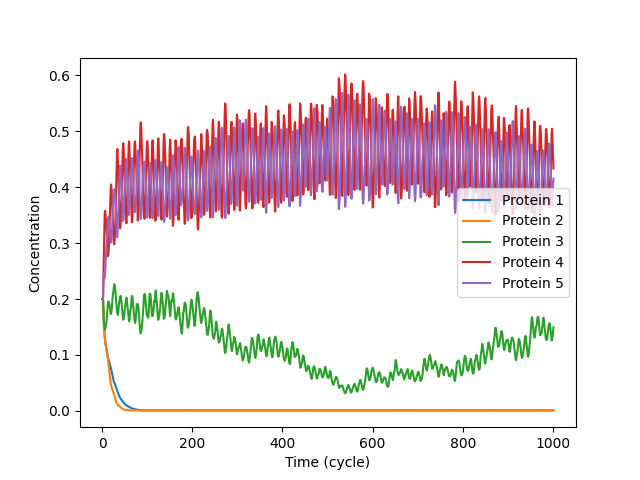 0.6
0.5
0.4
0.3
0.2
0.1
0.0
Concentration
Protein 1
Protein 2
Protein 3
Protein 4
Protein 5
0 200 400 600 800 1000
Time (cycle)